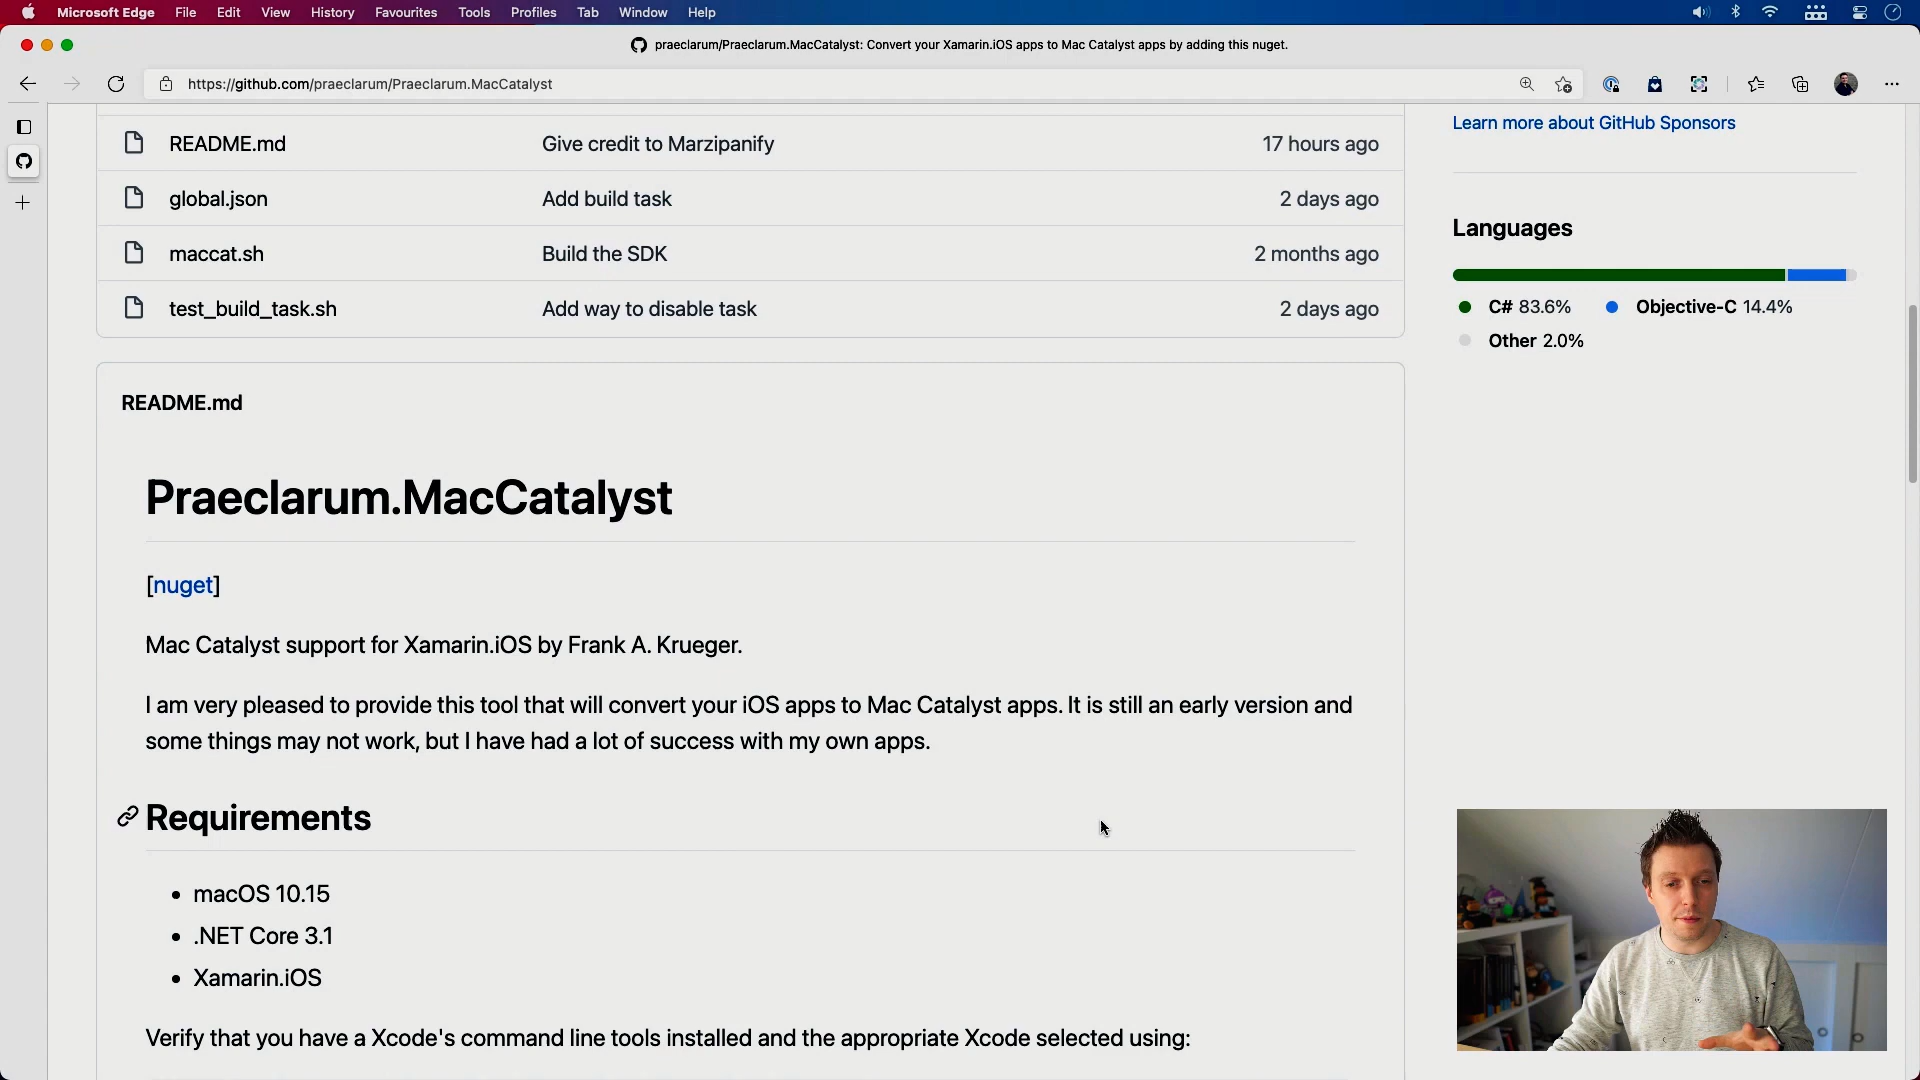 Microsoft Edge File Edit View History Favourites Tools Profiles Tab Window Help
praeclarum/Praeclarum.MacCatalyst: Convert your Xamarin.iOS apps to Mac Catalyst apps by adding this nuget.
https://github.com/praeclarum/Praeclarum.MacCatalyst
README.md Give credit to Marzipanify 17 hours ago
global.json Add build task 2 days ago
maccat.sh Build the SDK 2 months ago
test_build_task.sh Add way to disable task 2 days ago
README.md
Praeclarum.MacCatalyst
[nuget]
Mac Catalyst support for Xamarin.iOS by Frank A. Krueger.
I am very pleased to provide this tool that will convert your iOS apps to Mac Catalyst apps. It is still an early version and
some things may not work, but I have had a lot of success with my own apps.
Requirements
• macOS 10.15
• .NET Core 3.1
• Xamarin.iOS
Verify that you have a Xcode's command line tools installed and the appropriate Xcode selected using:
Learn more about GitHub Sponsors
Languages
C# 83.6% Objective-C 14.4%
Other 2.0%